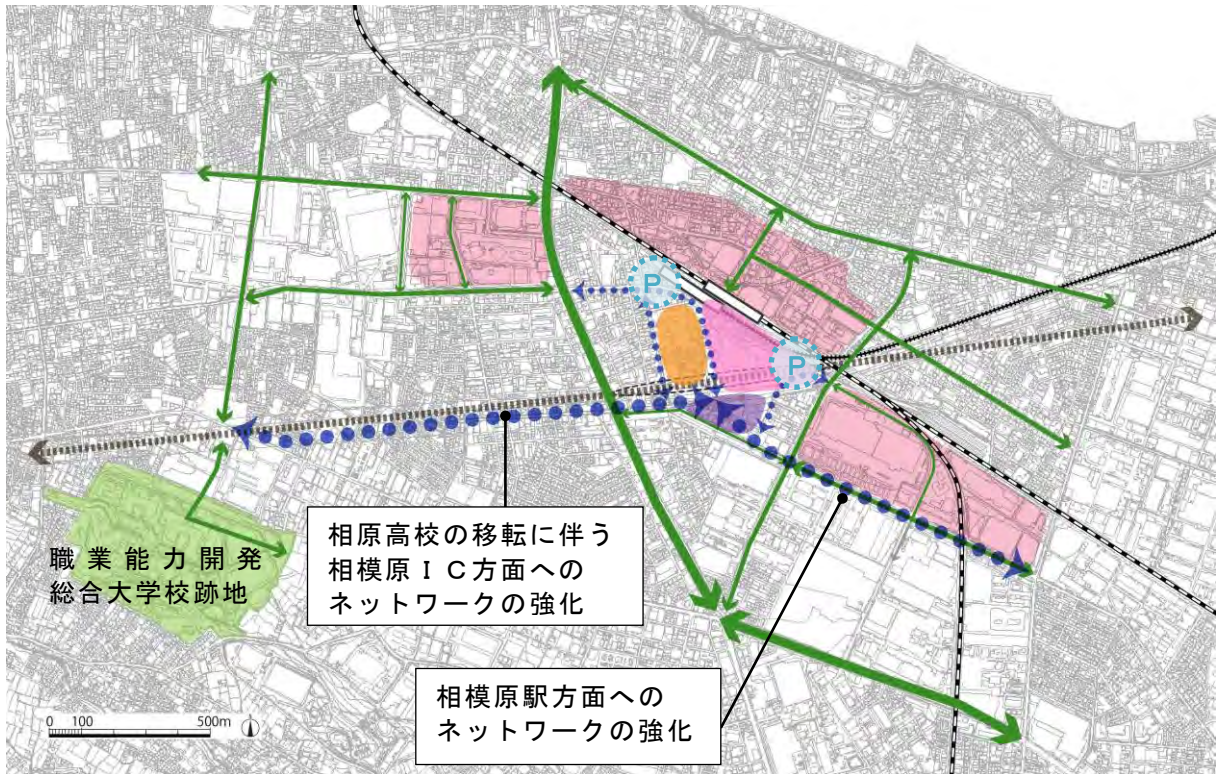 P
P
職業能力開発
総合大学校跡地
相原高校の移転に伴う
相模原IC方面への
ネットワークの強化
相模原駅方面への
ネットワークの強化
0 100 500m